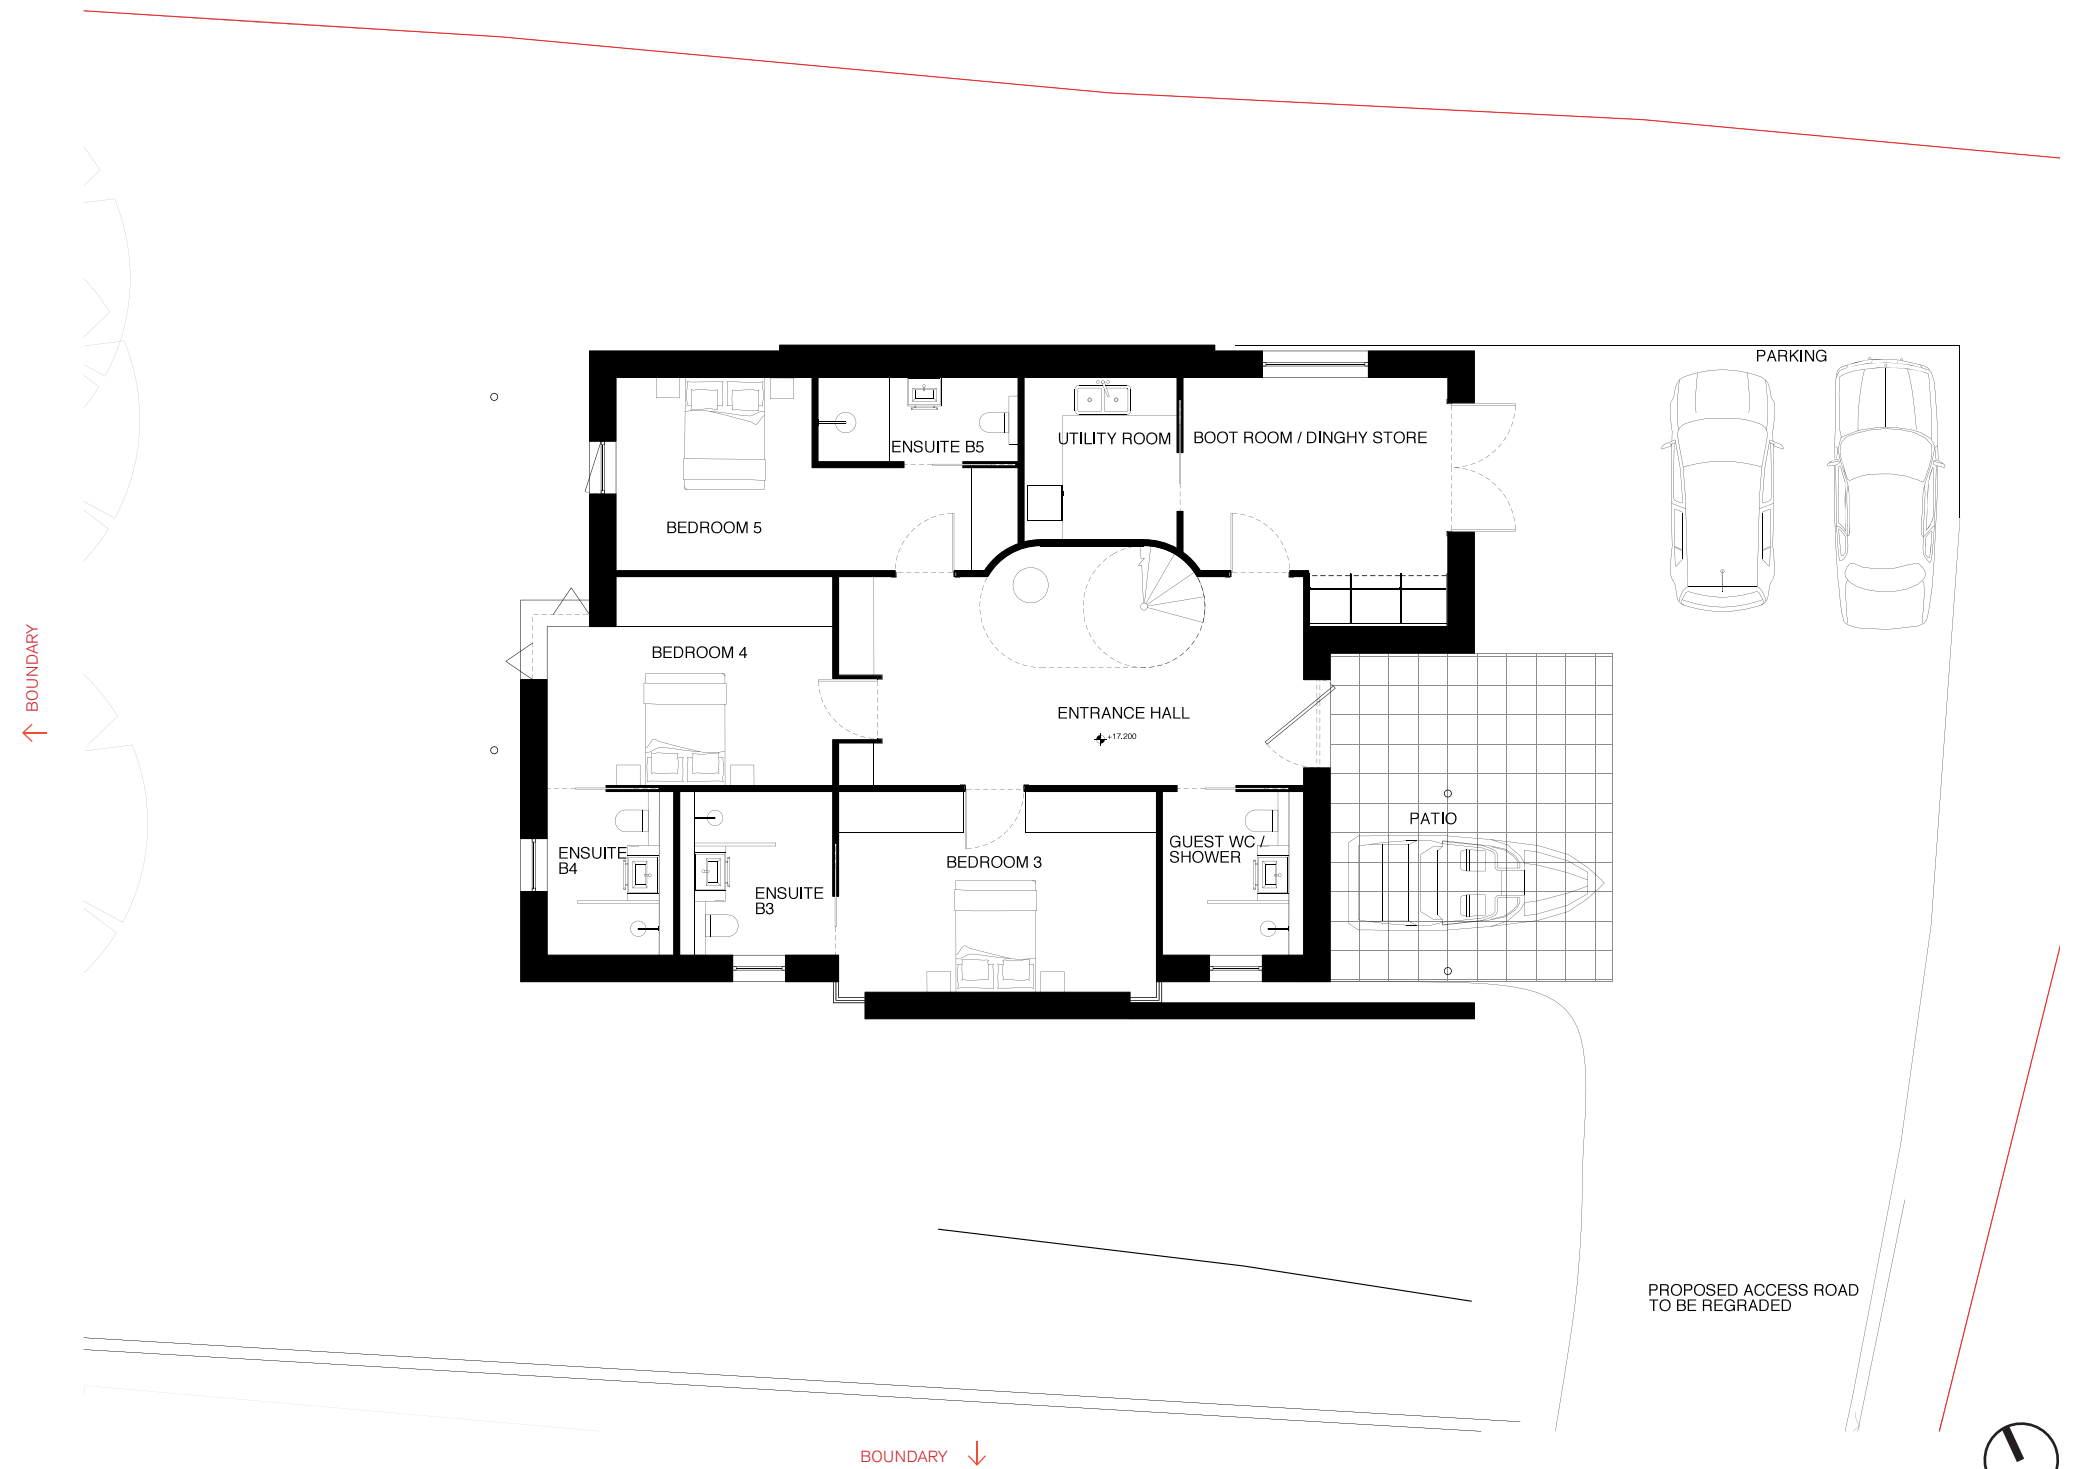 PARKING
ENSUITE B5
UTILITY ROOM
BOOT ROOM / DINGHY STORE
BEDROOM 5
BEDROOM 4
BOUNDARY
ENTRANCE HALL
+17.200
PATIO
ENSUITE
B4
ENSUITE
B3
BEDROOM 3
GUEST WC /
SHOWER
PROPOSED ACCESS ROAD
TO BE REGRADED
BOUNDARY